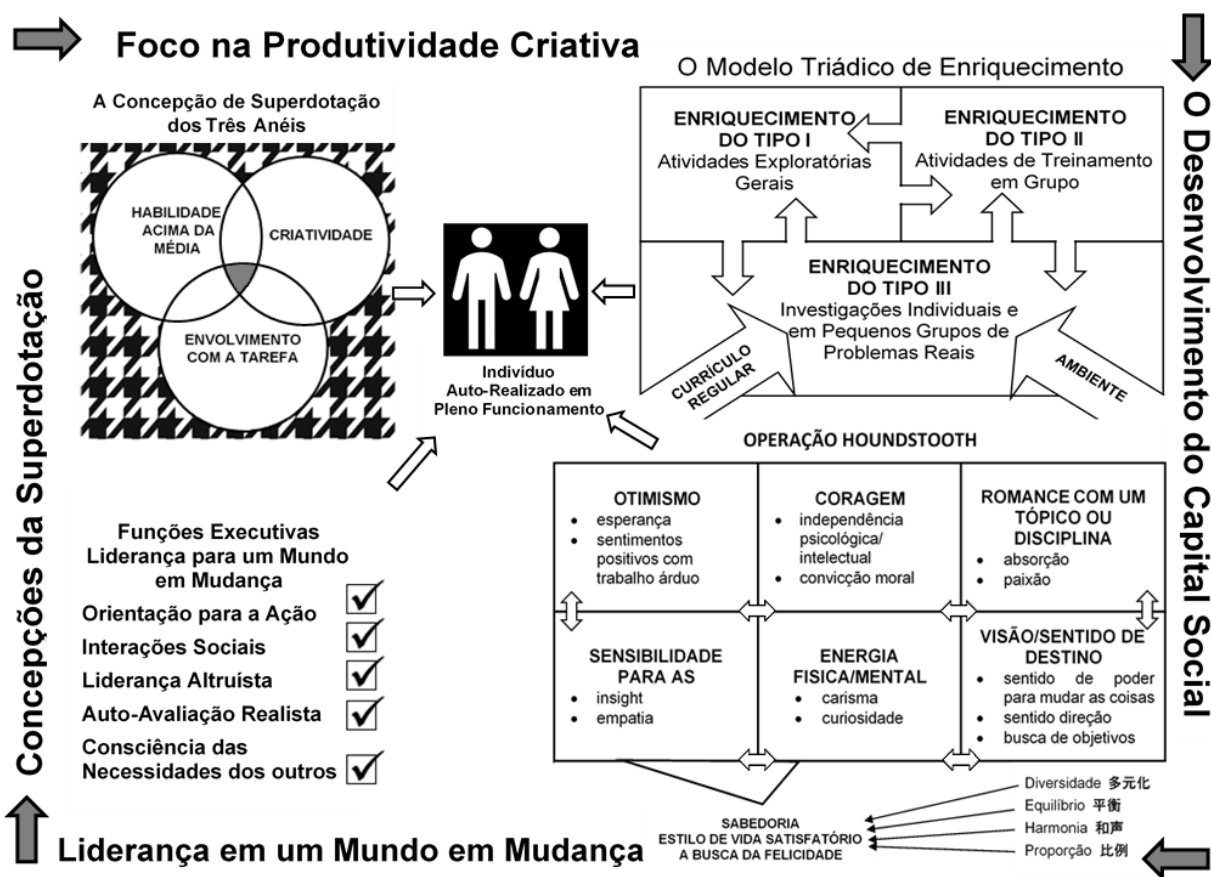 Foco na Produtividade Criativa
A Concepção de Superdotação
dos Três Anéis
HABILIDADE
ACIMA DA
MÉDIA
CRIATIVIDADE
ENVOLVIMENTO
COM A TAREFA
Indivíduo
Auto-Realizado em
Pleno Funcionamento
O Modelo Triádico de Enriquecimento
ENRIQUECIMENTO
DO TIPO I
Atividades Exploratórias
Gerais
ENRIQUECIMENTO
DO TIPO II
Atividades de Treinamento
em Grupo
ENRIQUECIMENTO
DO TIPO III
Investigações Individuais e
em Pequenos Grupos de
Problemas Reais
CURRÍCULO
REGULAR
AMBIENTE
O Desenvolvimento do Capital Social
OPERAÇÃO HOUNDSTOOTH
OTIMISMO
• esperança
• sentimentos
positivos com
trabalho árduo
CORAGEM
• independência
psicológica/
intelectual
• convicção moral
ROMANCE COM UM
TÓPICO OU
DISCIPLINA
• absorção
• paixão
SENSIBILIDADE
PARA AS
• insight
• empatia
ENERGIA
FISICA/MENTAL
• carisma
• curiosidade
VISÃO/SENTIDO DE
DESTINO
• sentido de poder
para mudar as coisas
• sentido direção
• busca de objetivos
SABEDORIA
ESTILO DE VIDA SATISFATÓRIO
A BUSCA DA FELICIDADE
Diversidade 多元化
Equilíbrio 平衡
Harmonia 和声
Proporção 比例
Liderança em um Mundo em Mudança
Funções Executivas
Liderança para um Mundo
em Mudança
Orientação para a Ação
Interações Sociais
Liderança Altruísta
Auto-Avaliação Realista
Consciência das
Necessidades dos outros
Concepções da Superdotação